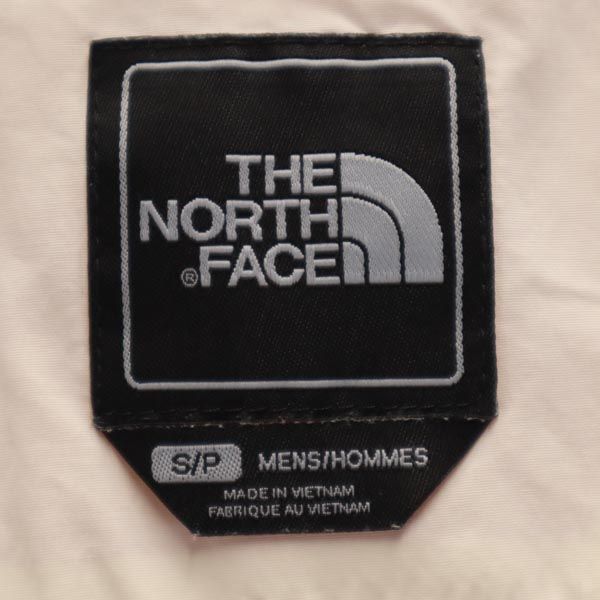 THE
NORTH
® FACE
S/P MENS/HOMMES
MADE IN VIETNAM
FABRIQUE AU VIETNAM